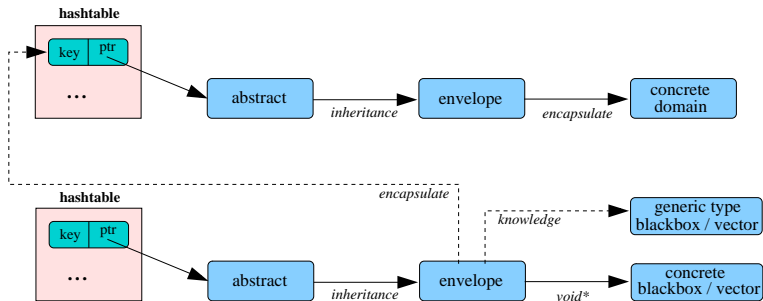 hashtable
key ptr
...
abstract
inheritance
envelope
encapsulate
concrete
domain
encapsulate
hashtable
key ptr
...
abstract
inheritance
envelope
knowledge
generic type
blackbox / vector
void*
concrete
blackbox / vector